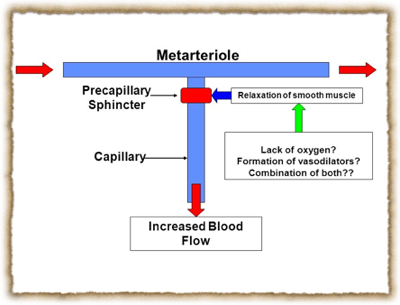 Metarteriole
Precapillary
Sphincter
Relaxation of smooth muscle
Capillary
Lack of oxygen?
Formation of vasodilators?
Combination of both??
Increased Blood
Flow